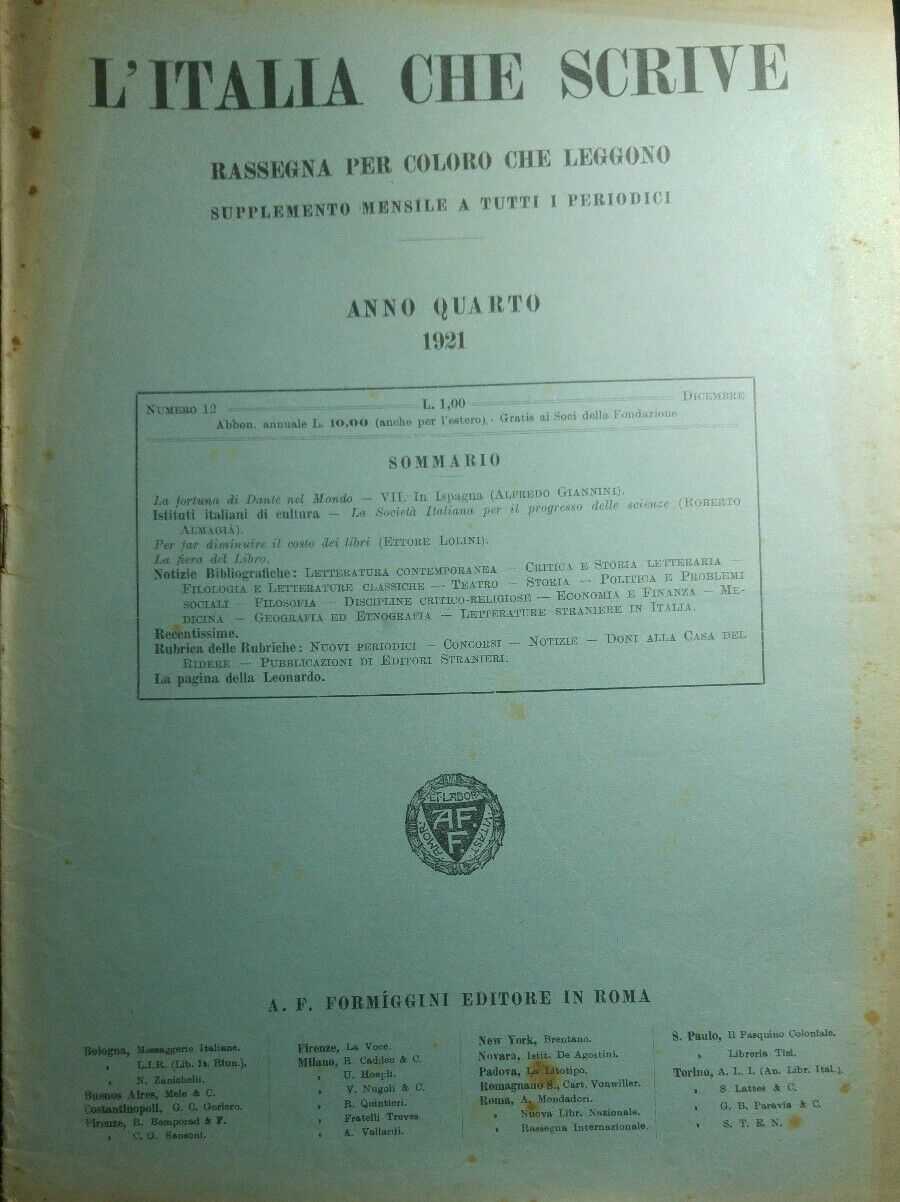 L'ITALIA CHE SCRIVE
RASSEGNA PER COLORO CHE LEGGONO
SUPPLEMENTO MENSILE A TUTTI I PERIODICI
ANNO QUARTO
1921
NUMERO 12 L. 1,00 DICEMBRE
Abbon. annuale L. 10,00 (anche per l'estero) - Gratis ai Soci della Fondazione
SOMMARIO
La fortuna di Dante nel Mondo — VII. In Ispagna (ALFREDO GIANNINI).
Istituti italiani di cultura — La Società Italiana per il progresso delle scienze (ROBERTO
ALMAGIÀ).
Per far diminuire il costo dei libri (ETTORE LOLINI).
La fiera del Libro.
Notizie Bibliografiche: LETTERATURA CONTEMPORANEA — CRITICA E STORIA LETTERARIA —
FILOLOGIA E LETTERATURE CLASSICHE — TEATRO — STORIA — POLITICA E PROBLEMI
SOCIALI — FILOSOFIA — DISCIPLINE CRITICO-RELIGIOSE — ECONOMIA E FINANZA — ME-
DICINA — GEOGRAFIA ED ETNOGRAFIA — LETTERATURE STRANIERE IN ITALIA.
Recentissime.
Rubrica delle Rubriche: NUOVI PERIODICI — CONCORSI — NOTIZIE — DONI ALLA CASA DEL
RIDERE — PUBBLICAZIONI DI EDITORI STRANIERI.
La pagina della Leonardo.
AMOR ET LABOR VITAST
A.F.
F.
A. F. FORMÍGGINI EDITORE IN ROMA
Bologna, Messaggerie Italiane.
» L.I.R. (Lib. It. Riun.).
» N. Zanichelli.
Buenos Aires, Mele & C.
Costantinopoli, G. C. Gorlero.
Firenze, R. Bemporad & F.
» C. G. Sansoni.
Firenze, La Voce.
Milano, R. Caddeo & C.
» U. Hoepli.
» V. Nugoli & C.
» R. Quintieri.
» Fratelli Treves
» A. Vallardi.
New York, Brentano.
Novara, Istit. De Agostini.
Padova, La Litotipo.
Romagnano S., Cart. Vonwiller.
Roma, A. Mondadori.
» Nuova Libr. Nazionale.
» Rassegna Internazionale.
S. Paulo, Il Pasquino Coloniale.
» Libreria Tisi.
Torino, A. L. I. (An. Libr. Ital.).
» S. Lattes & C.
» G. B. Paravia & C.
» S. T. E. N.